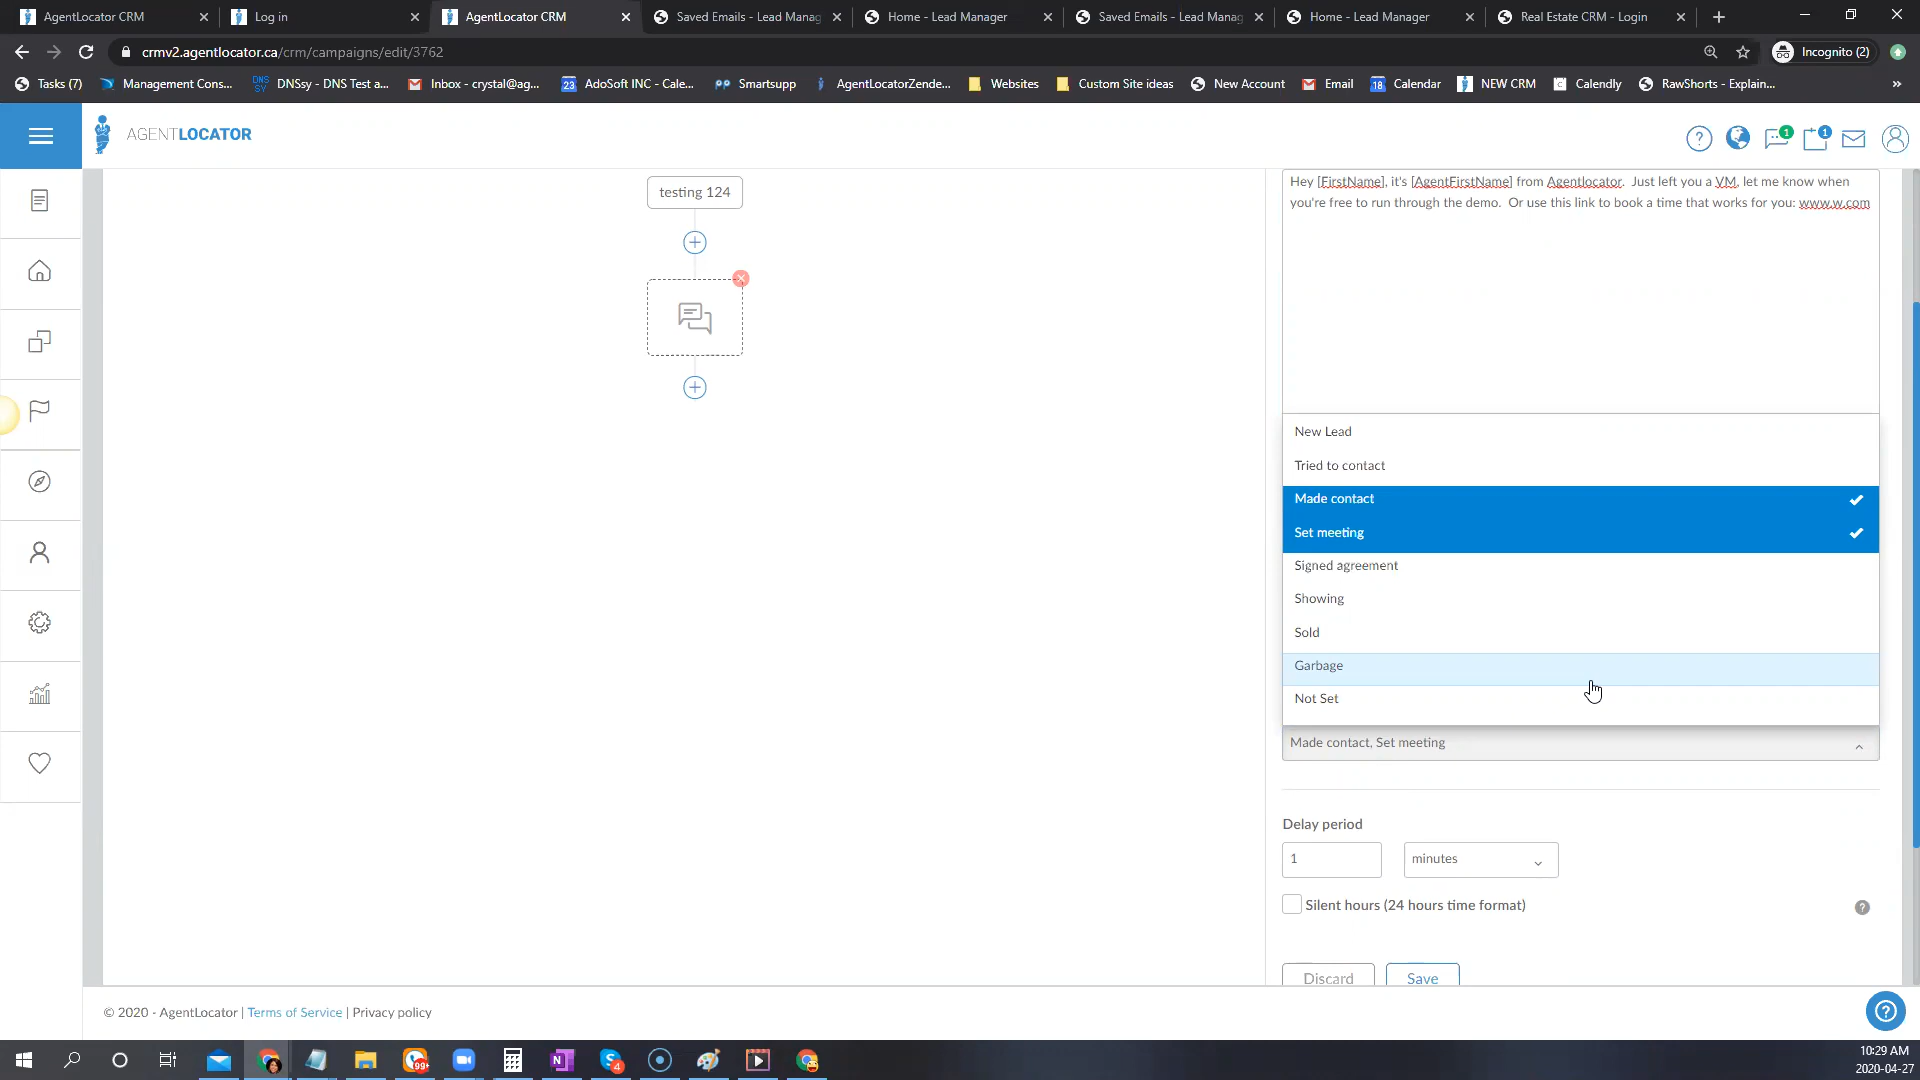 AgentLocator CRM
Log in
AgentLocator CRM
Saved Emails - Lead Manag
Home - Lead Manager
Saved Emails - Lead Manag
Home - Lead Manager
Real Estate CRM - Login
crmv2.agentlocator.ca/crm/campaigns/edit/3762
Incognito (2)
Tasks (7)
Management Cons...
DNSsy - DNS Test a...
Inbox - crystal@ag...
23
AdoSoft INC - Cale...
Smartsupp
AgentLocatorZende...
Websites
Custom Site ideas
New Account
Email
18
Calendar
NEW CRM
Calendly
RawShorts - Explain...
»
AGENTLOCATOR
?
1
1
testing 124
Hey [FirstName], it's [AgentFirstName] from Agentlocator. Just left you a VM, let me know when
you're free to run through the demo. Or use this link to book a time that works for you: www.w.com
New Lead
Tried to contact
Made contact
Set meeting
Signed agreement
Showing
Sold
Garbage
Not Set
Made contact, Set meeting
Delay period
1
minutes
Silent hours (24 hours time format)
?
Discard
Save
© 2020 - AgentLocator | Terms of Service | Privacy policy
?
99+
4
10:29 AM
2020-04-27